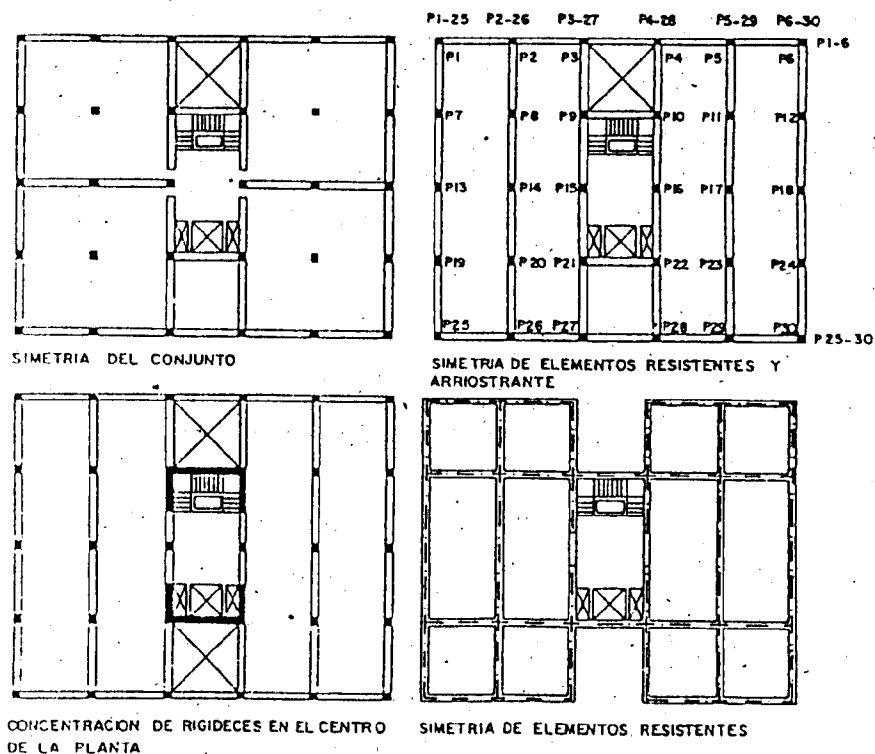 P1-25 P2-26 P3-27 P4-28 P5-29 P6-30
P1-6
P1 P2 P3 P4 P5 P6
P7 P8 P9 P10 P11 P12
P13 P14 P15 P16 P17 P18
P19 P20 P21 P22 P23 P24
P25 P26 P27 P28 P29 P30
P25-30
SIMETRIA DEL CONJUNTO
SIMETRIA DE ELEMENTOS RESISTENTES Y
ARRIOSTRANTE
CONCENTRACION DE RIGIDECES EN EL CENTRO
DE LA PLANTA
SIMETRIA DE ELEMENTOS RESISTENTES